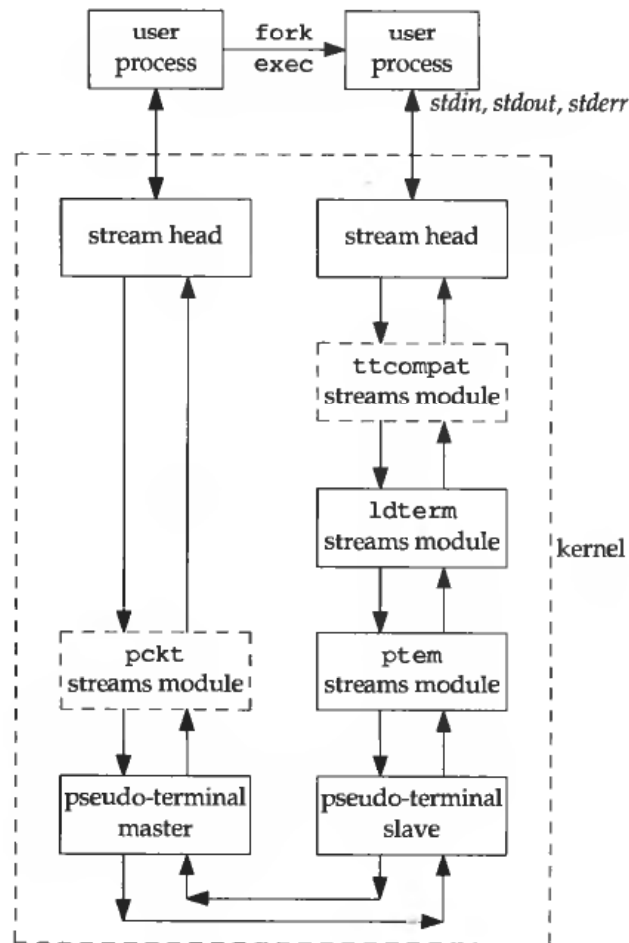 user
process
fork
exec
user
process
stdin, stdout, stderr
stream head
stream head
ttcompat
streams module
ldterm
streams module
kernel
pckt
streams module
ptem
streams module
pseudo-terminal
master
pseudo-terminal
slave